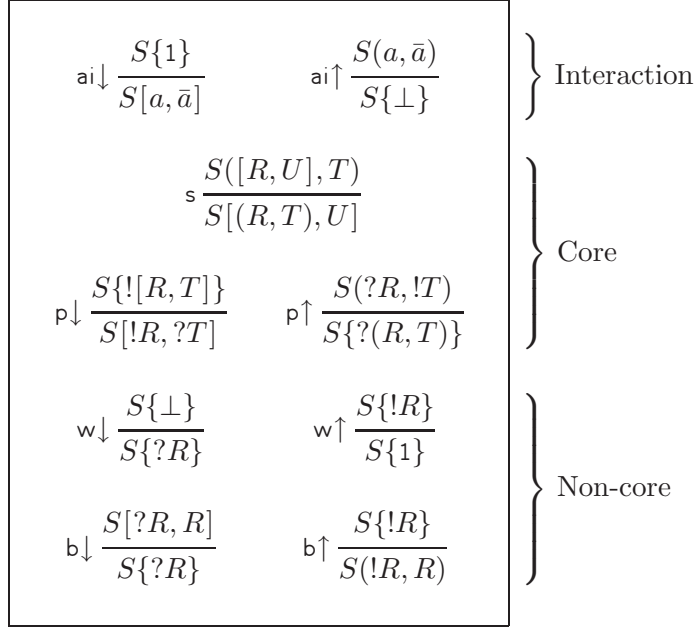 ai↓ S{1} / S[a, ā]    ai↑ S(a, ā) / S{⊥}    } Interaction
s S([R, U], T) / S[(R, T), U]
} Core
p↓ S{![R, T]} / S[!R, ?T]    p↑ S(?R, !T) / S{?(R, T)}
w↓ S{⊥} / S{?R}    w↑ S{!R} / S{1}
} Non-core
b↓ S[?R, R] / S{?R}    b↑ S{!R} / S(!R, R)